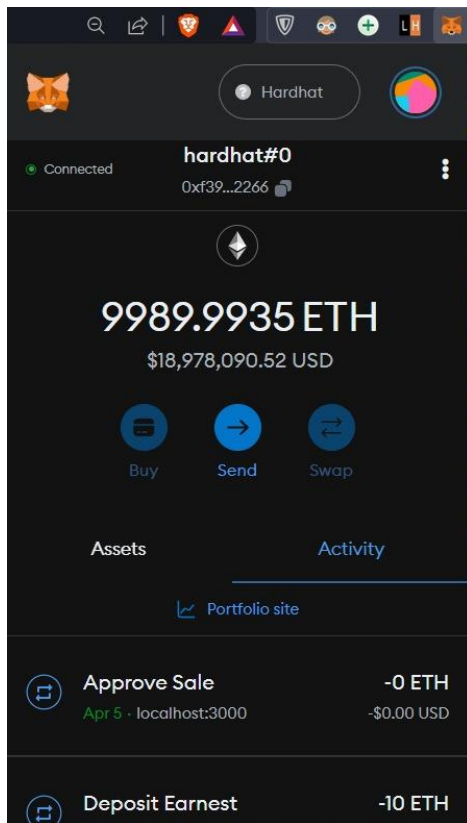 L H
Hardhat
Connected
hardhat#0
0xf39...2266
9989.9935 ETH
$18,978,090.52 USD
Buy
Send
Swap
Assets
Activity
Portfolio site
Approve Sale
-0 ETH
Apr 5 · localhost:3000
-$0.00 USD
Deposit Earnest
-10 ETH